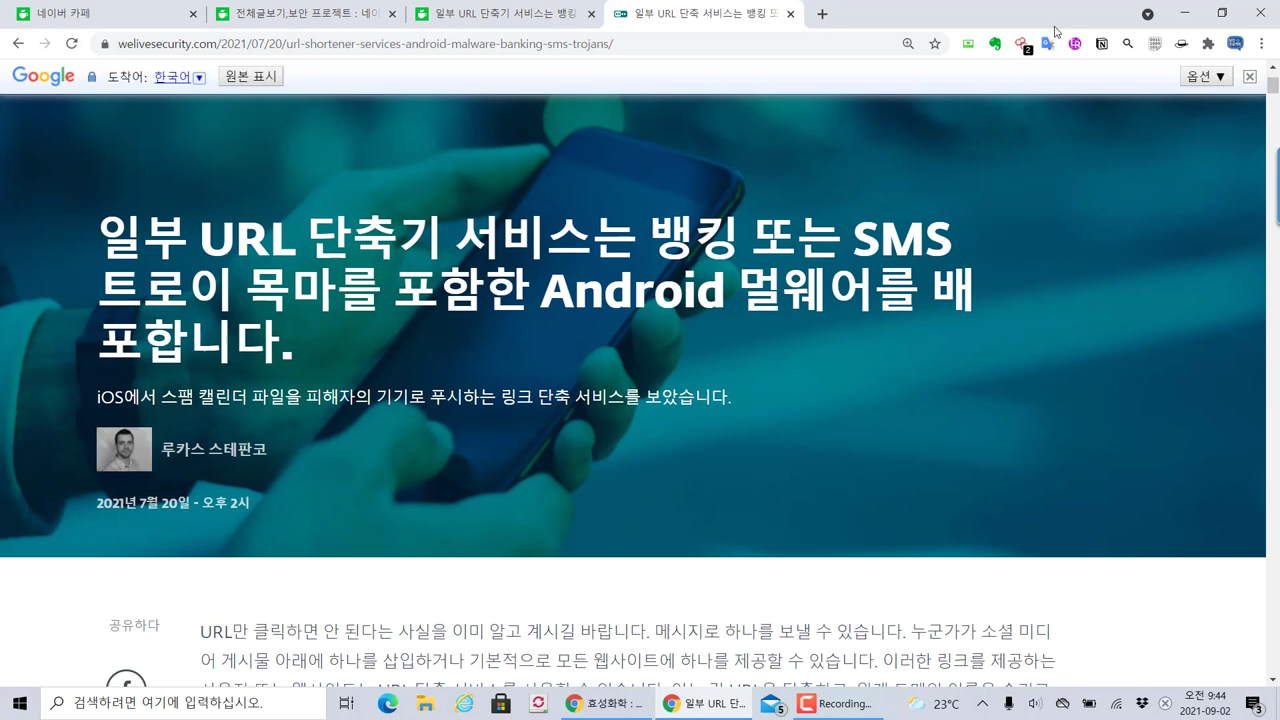 네이버 카페
전체글보기,보안 프로젝트 : 네이
일부 URL 단축기 서비스는 뱅킹
일부 URL 단축 서비스는 뱅킹 또
welivesecurity.com/2021/07/20/url-shortener-services-android-malware-banking-sms-trojans/
2
Google 도착어: 한국어▼ 원본 표시 옵션 ▼
일부 URL 단축기 서비스는 뱅킹 또는 SMS
트로이 목마를 포함한 Android 멀웨어를 배
포합니다.
iOS에서 스팸 캘린더 파일을 피해자의 기기로 푸시하는 링크 단축 서비스를 보았습니다.
루카스 스테판코
2021년 7월 20일 - 오후 2시
공유하다
URL만 클릭하면 안 된다는 사실을 이미 알고 계시길 바랍니다. 메시지로 하나를 보낼 수 있습니다. 누군가가 소셜 미디
어 게시물 아래에 하나를 삽입하거나 기본적으로 모든 웹사이트에 하나를 제공할 수 있습니다. 이러한 링크를 제공하는
검색하려면 여기에 입력하십시오.
효성화학 : ...
일부 URL 단...
5
Recording...
23°C
오전 9:44
2021-09-02
3